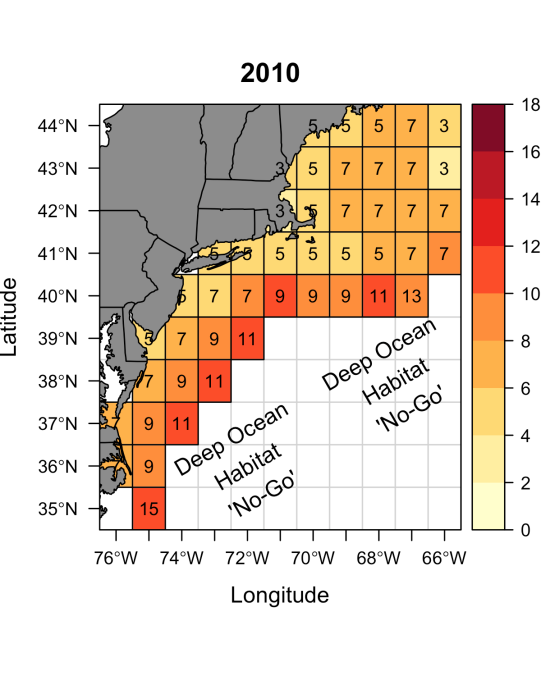 2010
18
44°N 5 5 5 7 3
16
43°N 3 5 7 7 7 3
14
42°N 3 5 7 7 7 7
12
41°N 5 5 5 5 5 5 7 7
10
40°N 5 7 7 9 9 9 11 13
39°N 5 7 9 11
8
38°N 7 9 11
6
37°N 7 9 11
4
36°N 9
2
35°N 15
0
Deep Ocean
Habitat
'No-Go'
Deep Ocean
Habitat
'No-Go'
76°W 74°W 72°W 70°W 68°W 66°W
Longitude
Latitude